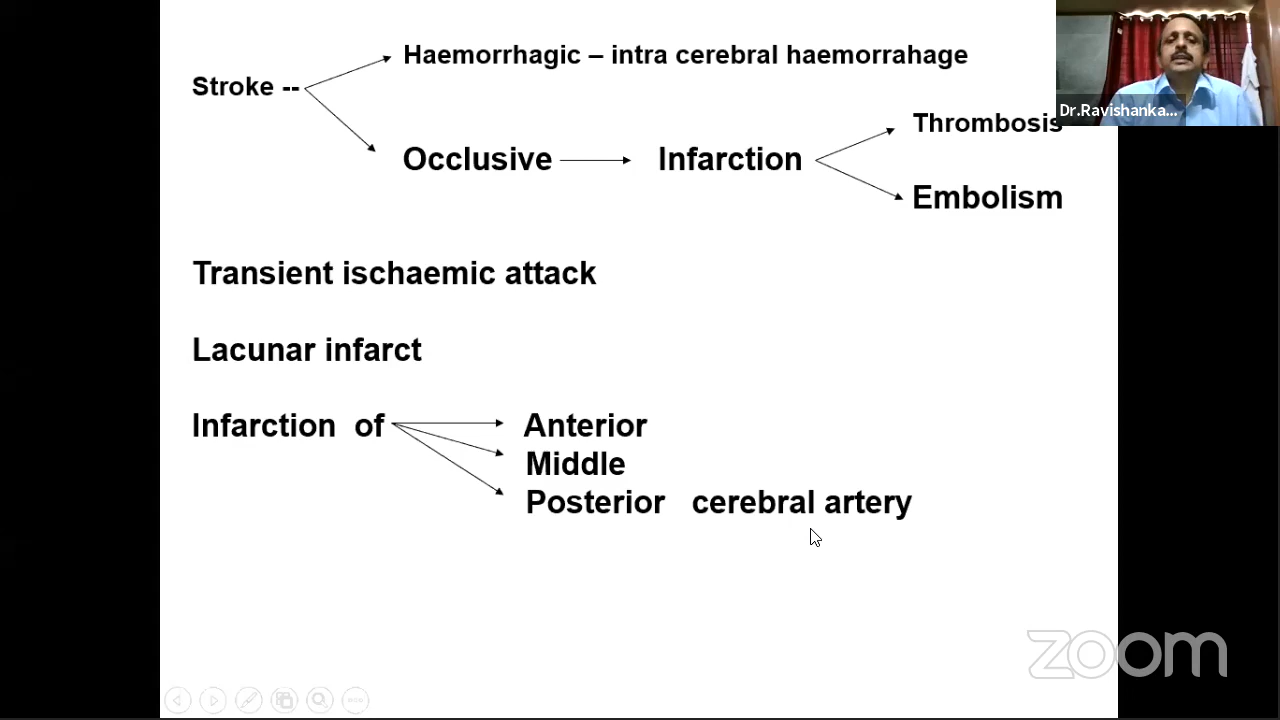 Haemorrhagic – intra cerebral haemorrahage
Stroke --
Dr.Ravishanka...
Thrombosis
Occlusive
Infarction
Embolism
Transient ischaemic attack
Lacunar infarct
Infarction of
Anterior
Middle
Posterior cerebral artery
zoom